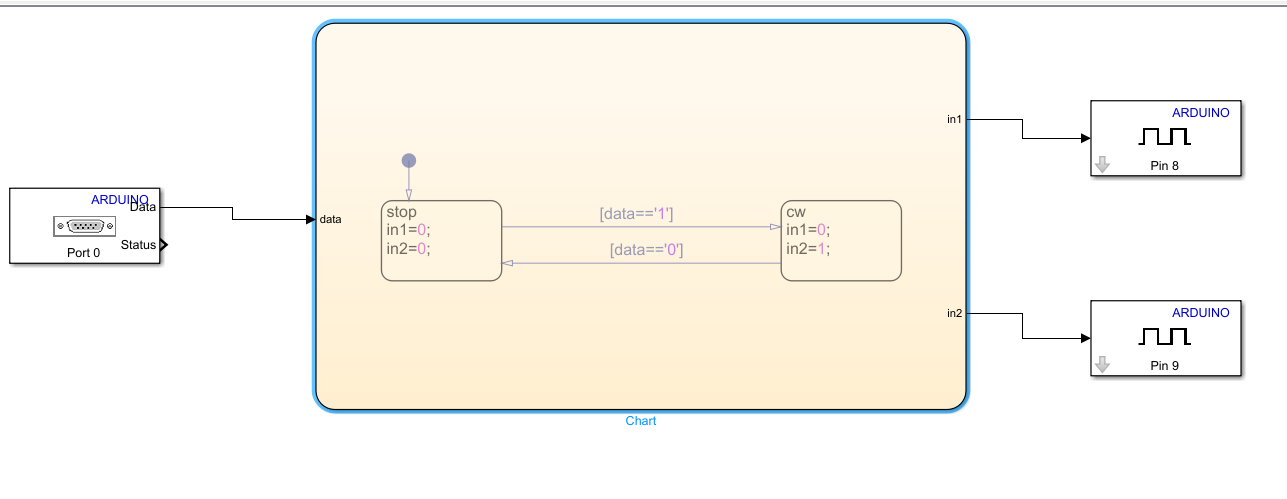 ARDUINO
Data
Status
Port 0
data
stop
in1=0;
in2=0;
[data=='1']
[data=='0']
cw
in1=0;
in2=1;
in1
in2
Chart
ARDUINO
Pin 8
ARDUINO
Pin 9